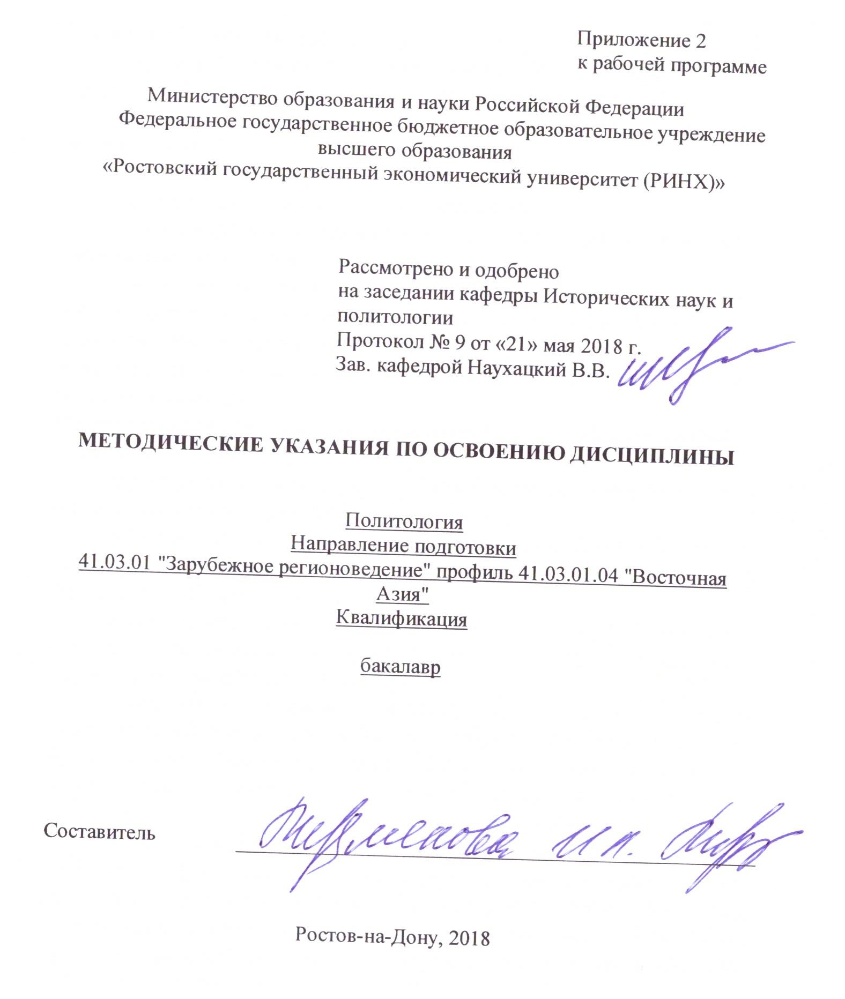 Приложение 2
к рабочей программе
Министерство образования и науки Российской Федерации
Федеральное государственное бюджетное образовательное учреждение
высшего образования
«Ростовский государственный экономический университет (РИНХ)»
Рассмотрено и одобрено
на заседании кафедры Исторических наук и
политологии
Протокол № 9 от «21» мая 2018 г.
Зав. кафедрой Наухацкий В.В.
МЕТОДИЧЕСКИЕ УКАЗАНИЯ ПО ОСВОЕНИЮ ДИСЦИПЛИНЫ
Политология
Направление подготовки
41.03.01 "Зарубежное регионоведение" профиль 41.03.01.04 "Восточная
Азия"
Квалификация
бакалавр
Составитель
Ростов-на-Дону, 2018